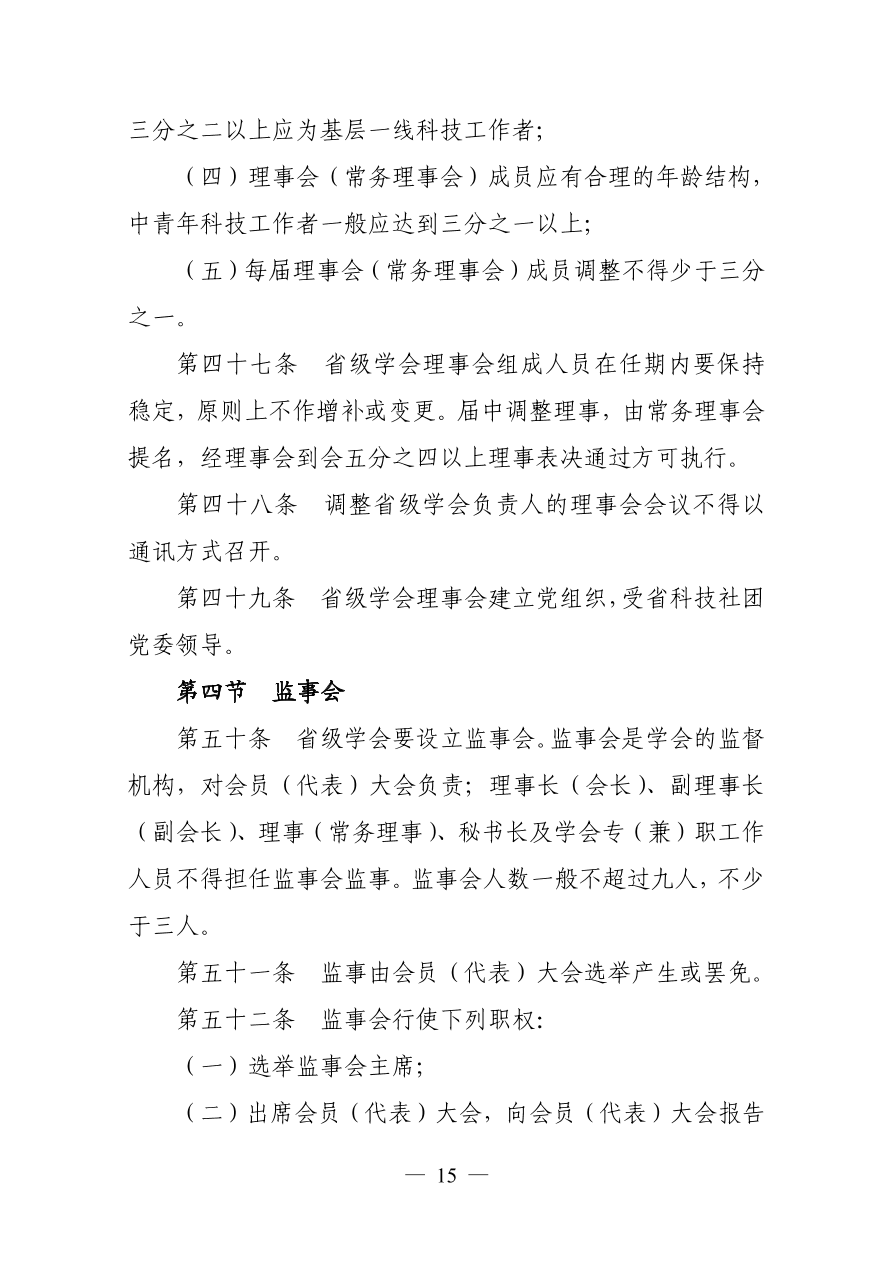 三分之二以上应为基层一线科技工作者；
（四）理事会（常务理事会）成员应有合理的年龄结构，
中青年科技工作者一般应达到三分之一以上；
（五）每届理事会（常务理事会）成员调整不得少于三分
之一。
第四十七条　省级学会理事会组成人员在任期内要保持
稳定，原则上不作增补或变更。届中调整理事，由常务理事会
提名，经理事会到会五分之四以上理事表决通过方可执行。
第四十八条　调整省级学会负责人的理事会会议不得以
通讯方式召开。
第四十九条　省级学会理事会建立党组织，受省科技社团
党委领导。
第四节　监事会
第五十条　省级学会要设立监事会。监事会是学会的监督
机构，对会员（代表）大会负责；理事长（会长）、副理事长
（副会长）、理事（常务理事）、秘书长及学会专（兼）职工作
人员不得担任监事会监事。监事会人数一般不超过九人，不少
于三人。
第五十一条　监事由会员（代表）大会选举产生或罢免。
第五十二条　监事会行使下列职权：
（一）选举监事会主席；
（二）出席会员（代表）大会，向会员（代表）大会报告
— 15 —